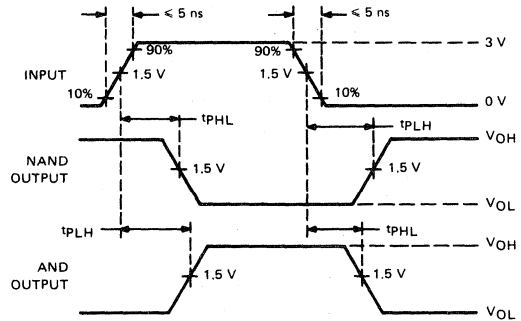 ≤ 5 ns ≤ 5 ns
90% 90% 3 V
INPUT 1.5 V 1.5 V
10% 10% 0 V
tPHL tPLH VOH
NAND OUTPUT 1.5 V 1.5 V
VOL
tPLH tPHL VOH
AND OUTPUT 1.5 V 1.5 V
VOL